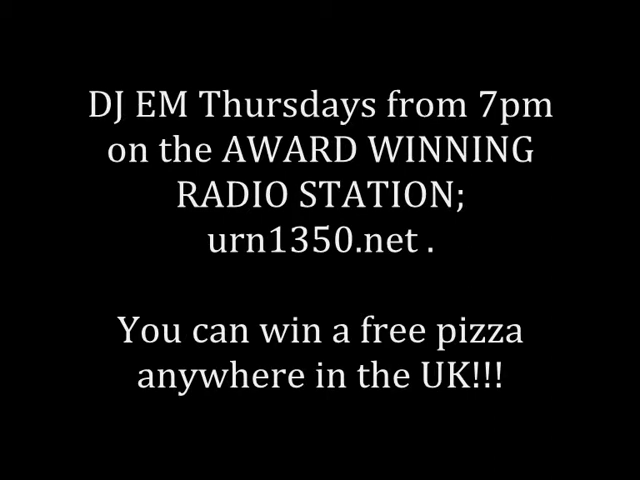 DJ EM Thursdays from 7pm
on the AWARD WINNING
RADIO STATION;
urn1350.net .
You can win a free pizza
anywhere in the UK!!!